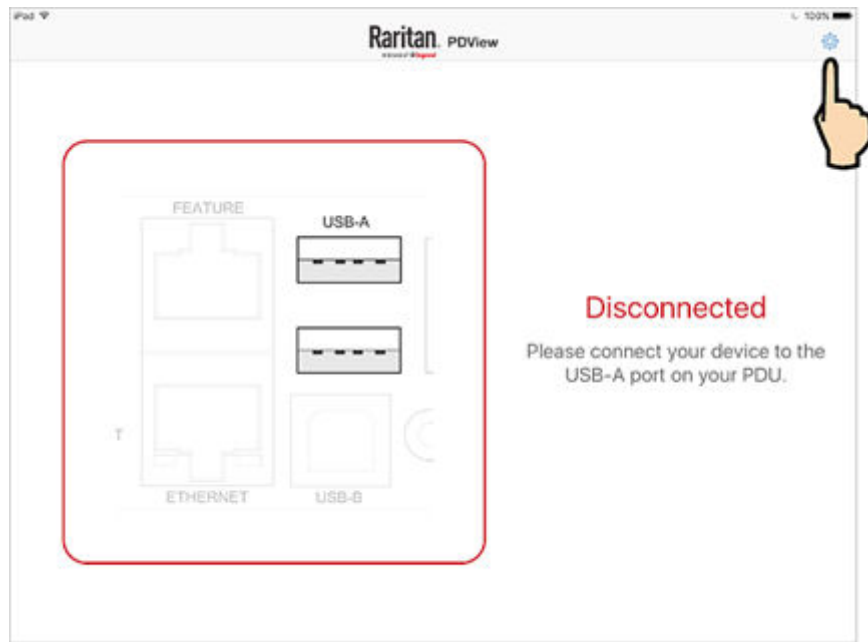 iPad
100%
Raritan. PDView
FEATURE
USB-A
T
ETHERNET
USB-B
Disconnected
Please connect your device to the
USB-A port on your PDU.